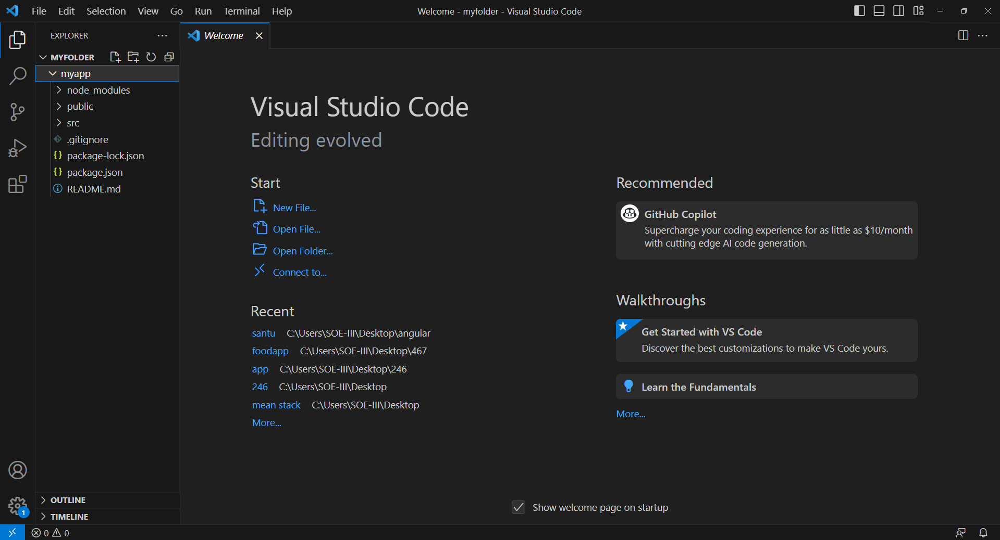 File Edit Selection View Go Run Terminal Help Welcome - myfolder - Visual Studio Code
EXPLORER
Welcome
MYFOLDER
myapp
node_modules
public
src
.gitignore
package-lock.json
package.json
README.md
OUTLINE
TIMELINE
Visual Studio Code
Editing evolved
Start
New File...
Open File...
Open Folder...
Connect to...
Recent
santu C:\Users\SOE-III\Desktop\angular
foodapp C:\Users\SOE-III\Desktop\467
app C:\Users\SOE-III\Desktop\246
246 C:\Users\SOE-III\Desktop
mean stack C:\Users\SOE-III\Desktop
More...
Recommended
GitHub Copilot
Supercharge your coding experience for as little as $10/month
with cutting edge AI code generation.
Walkthroughs
Get Started with VS Code
Discover the best customizations to make VS Code yours.
Learn the Fundamentals
More...
Show welcome page on startup
1
0 0